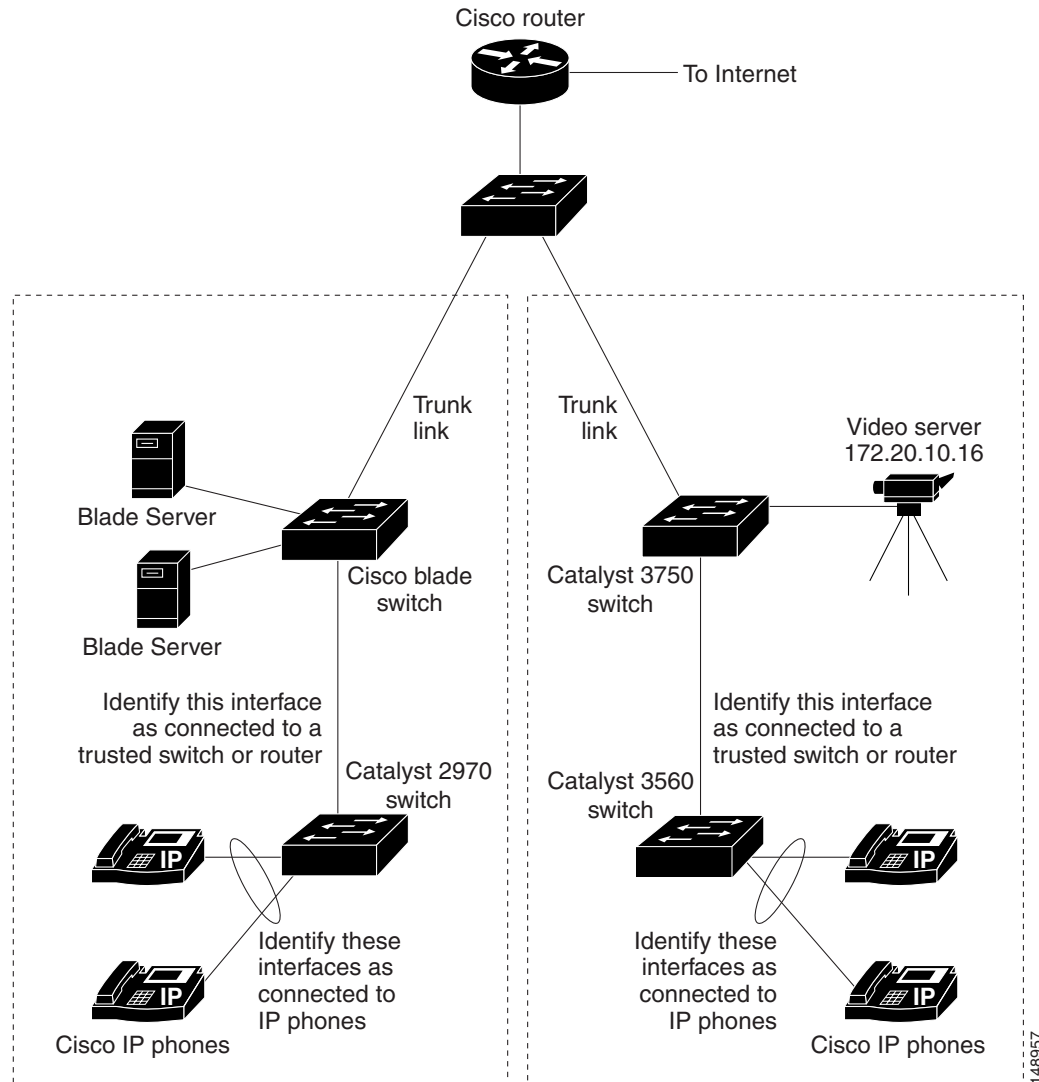 Cisco router
To Internet
Trunk
link
Trunk
link
Video server
172.20.10.16
Blade Server
Cisco blade
switch
Catalyst 3750
switch
Blade Server
Identify this interface
as connected to a
trusted switch or router
Identify this interface
as connected to a
trusted switch or router
Catalyst 2970
switch
Catalyst 3560
switch
IP
IP
Identify these
interfaces as
connected to
IP phones
Identify these
interfaces as
connected to
IP phones
IP
IP
Cisco IP phones
Cisco IP phones
148957